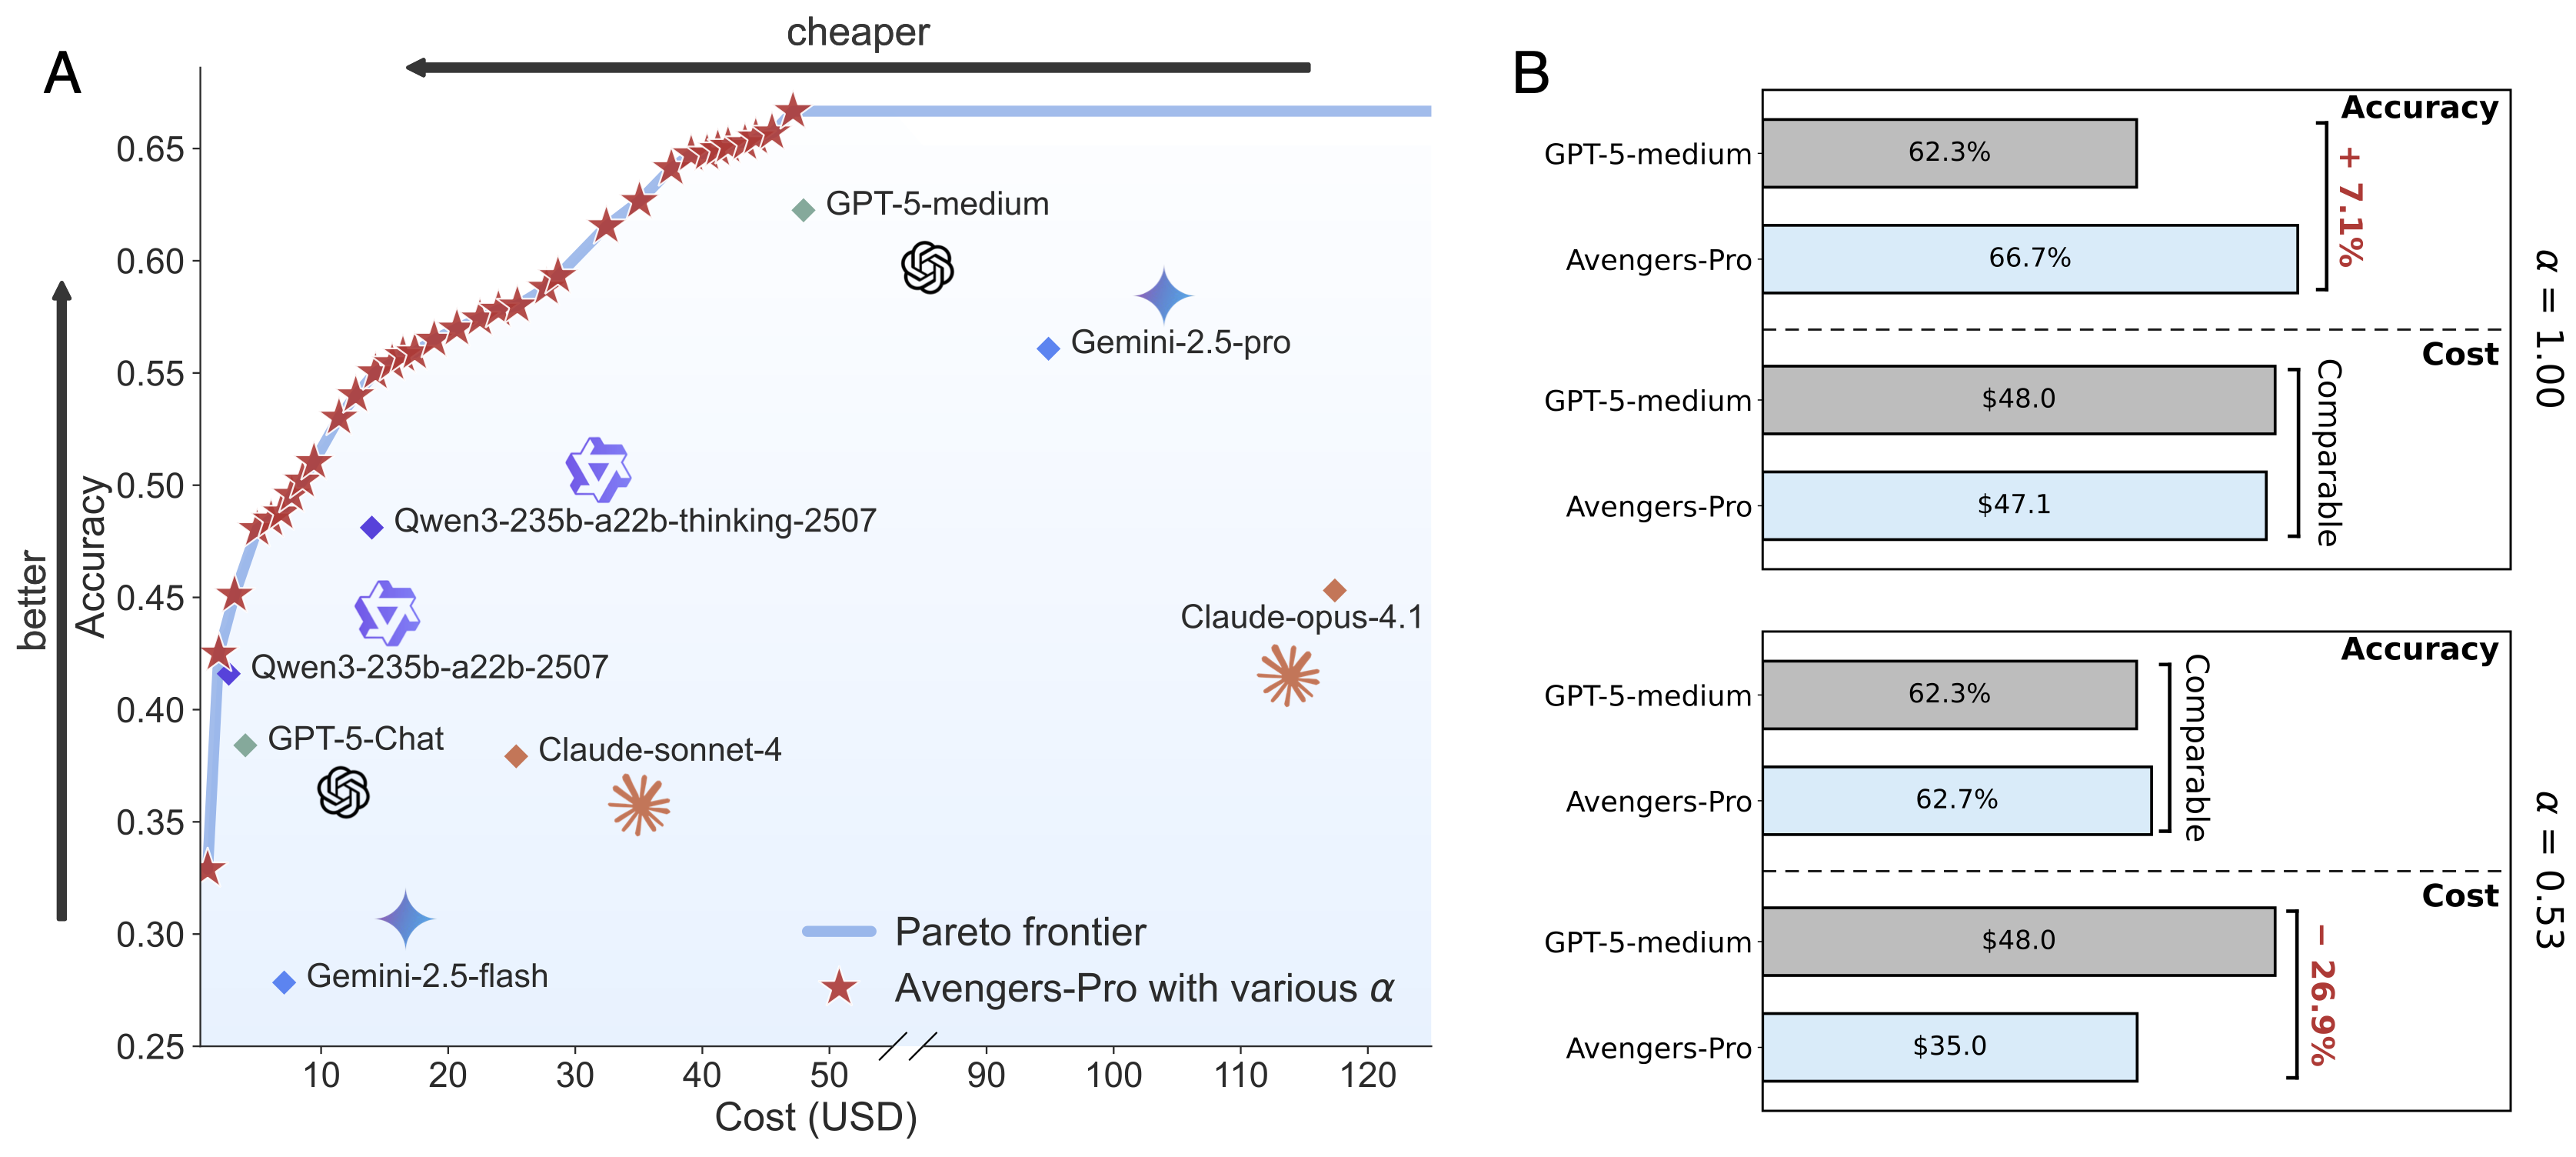 A
cheaper
better
Accuracy
0.65
0.60
0.55
0.50
0.45
0.40
0.35
0.30
0.25
GPT-5-medium
Gemini-2.5-pro
Qwen3-235b-a22b-thinking-2507
Claude-opus-4.1
Qwen3-235b-a22b-2507
GPT-5-Chat
Claude-sonnet-4
Gemini-2.5-flash
Pareto frontier
Avengers-Pro with various α
10 20 30 40 50 90 100 110 120
Cost (USD)
B
Accuracy
GPT-5-medium 62.3%
Avengers-Pro 66.7%
+ 7.1%
Cost
GPT-5-medium $48.0
Avengers-Pro $47.1
Comparable
α = 1.00
Accuracy
GPT-5-medium 62.3%
Avengers-Pro 62.7%
Comparable
Cost
GPT-5-medium $48.0
Avengers-Pro $35.0
− 26.9%
α = 0.53